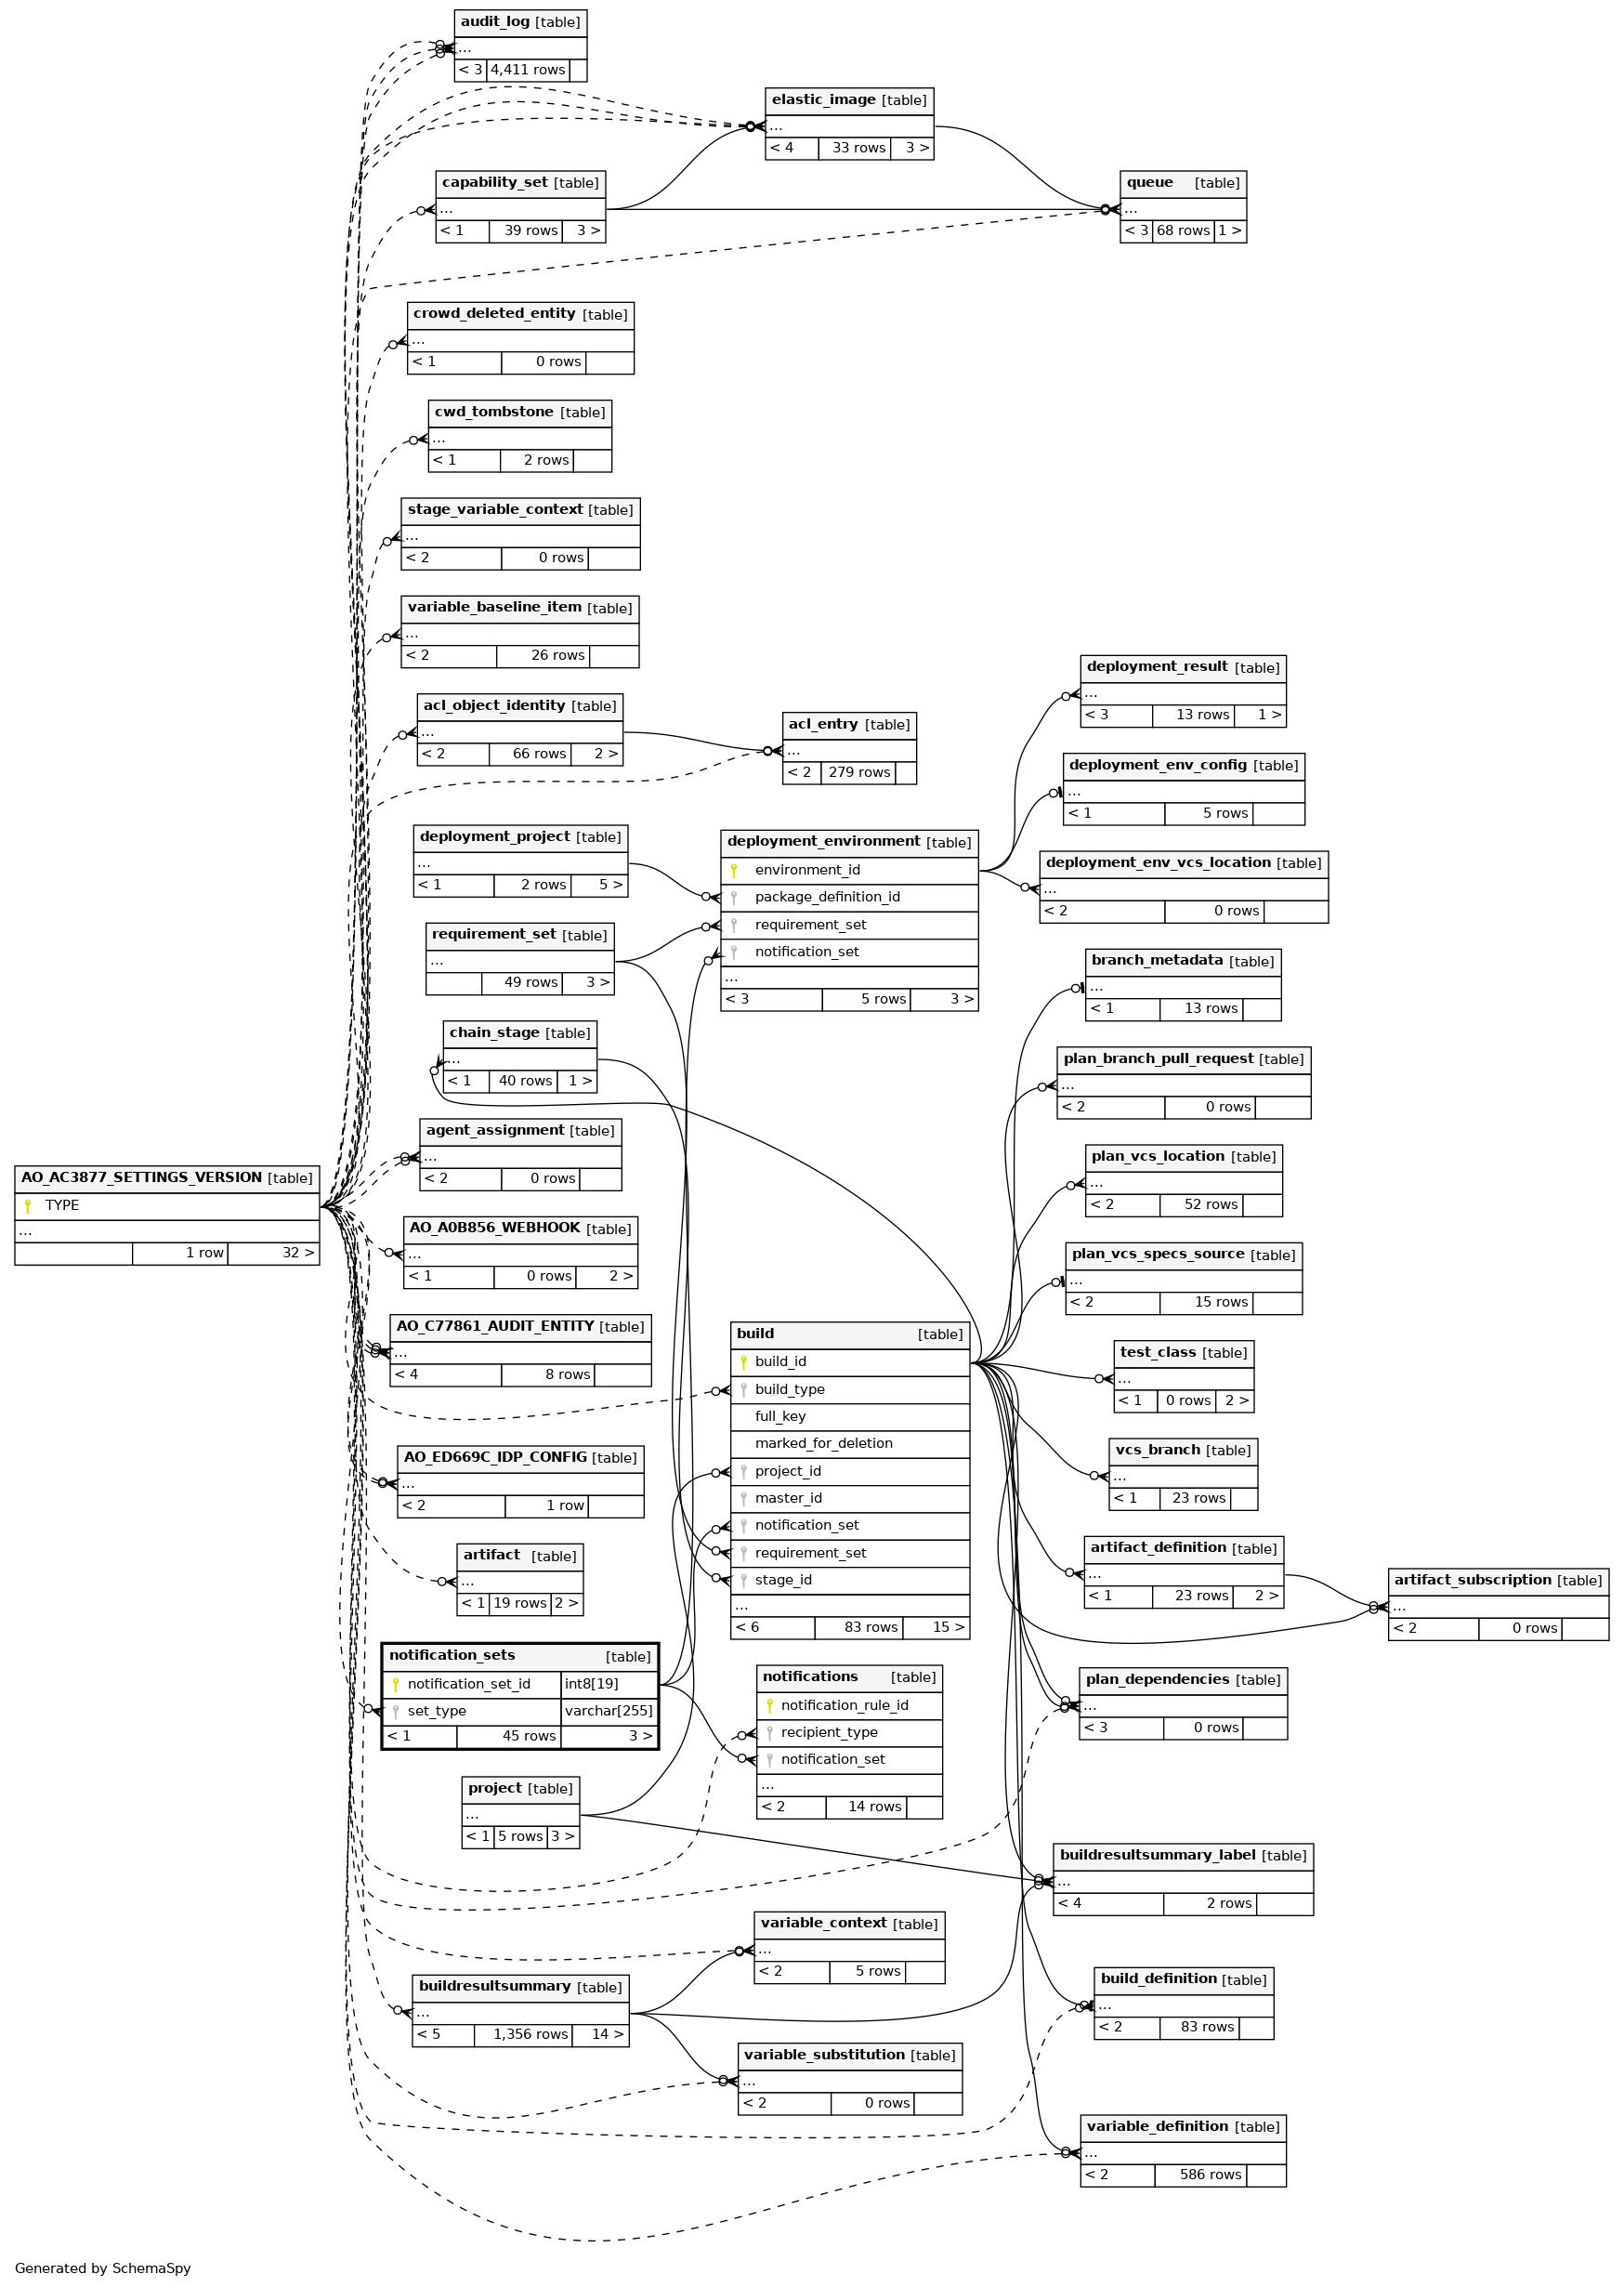 audit_log [table]
...
< 3 4,411 rows
elastic_image [table]
...
< 4 33 rows 3 >
capability_set [table]
...
< 1 39 rows 3 >
queue [table]
...
< 3 68 rows 1 >
crowd_deleted_entity [table]
...
< 1 0 rows
cwd_tombstone [table]
...
< 1 2 rows
stage_variable_context [table]
...
< 2 0 rows
variable_baseline_item [table]
...
< 2 26 rows
acl_object_identity [table]
...
< 2 66 rows 2 >
acl_entry [table]
...
< 2 279 rows
deployment_result [table]
...
< 3 13 rows 1 >
deployment_env_config [table]
...
< 1 5 rows
deployment_project [table]
...
< 1 2 rows 5 >
deployment_environment [table]
environment_id
package_definition_id
requirement_set
notification_set
...
< 3 5 rows 3 >
deployment_env_vcs_location [table]
...
< 2 0 rows
requirement_set [table]
...
49 rows 3 >
branch_metadata [table]
...
< 1 13 rows
chain_stage [table]
...
< 1 40 rows 1 >
plan_branch_pull_request [table]
...
< 2 0 rows
agent_assignment [table]
...
< 2 0 rows
plan_vcs_location [table]
...
< 2 52 rows
AO_AC3877_SETTINGS_VERSION [table]
TYPE
...
1 row 32 >
AO_A0B856_WEBHOOK [table]
...
< 1 0 rows 2 >
plan_vcs_specs_source [table]
...
< 2 15 rows
AO_C77861_AUDIT_ENTITY [table]
...
< 4 8 rows
build [table]
build_id
build_type
full_key
marked_for_deletion
project_id
master_id
notification_set
requirement_set
stage_id
...
< 6 83 rows 15 >
test_class [table]
...
< 1 0 rows 2 >
vcs_branch [table]
...
< 1 23 rows
AO_ED669C_IDP_CONFIG [table]
...
< 2 1 row
artifact [table]
...
< 1 19 rows 2 >
artifact_definition [table]
...
< 1 23 rows 2 >
artifact_subscription [table]
...
< 2 0 rows
notification_sets [table]
notification_set_id int8[19]
set_type varchar[255]
< 1 45 rows 3 >
notifications [table]
notification_rule_id
recipient_type
notification_set
...
< 2 14 rows
plan_dependencies [table]
...
< 3 0 rows
project [table]
...
< 1 5 rows 3 >
buildresultsummary_label [table]
...
< 4 2 rows
variable_context [table]
...
< 2 5 rows
buildresultsummary [table]
...
< 5 1,356 rows 14 >
build_definition [table]
...
< 2 83 rows
variable_substitution [table]
...
< 2 0 rows
variable_definition [table]
...
< 2 586 rows
Generated by SchemaSpy